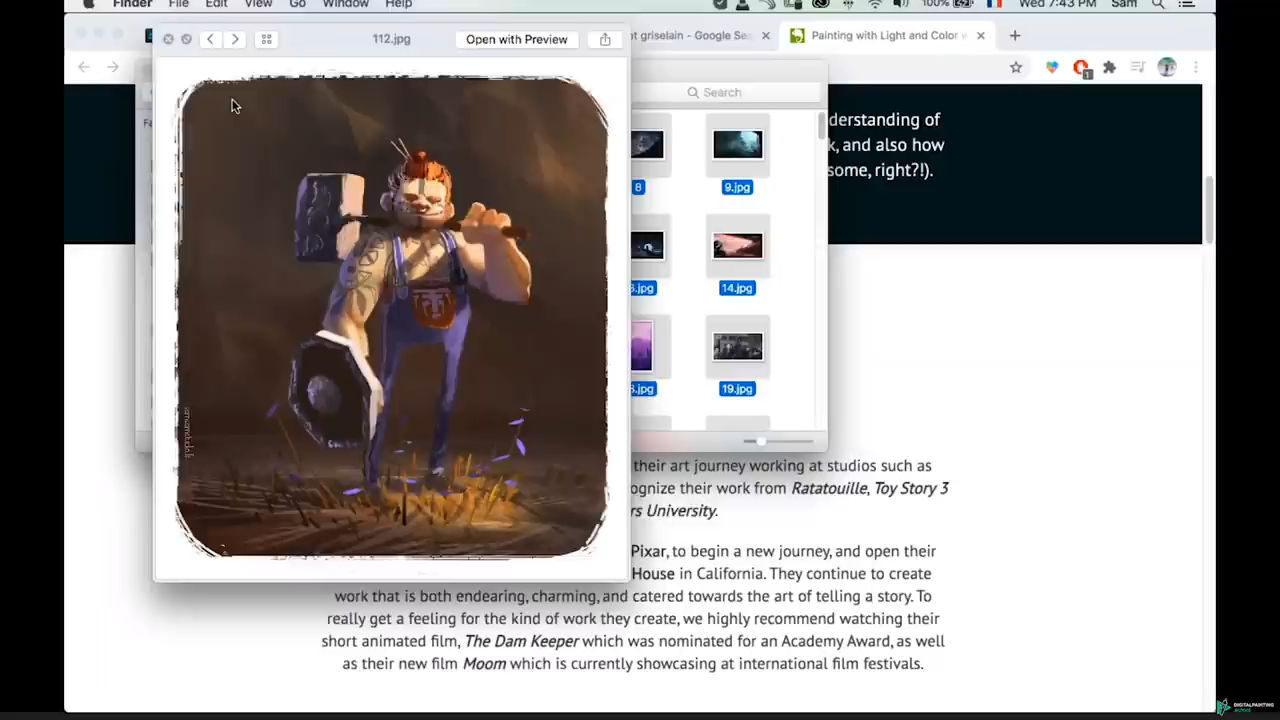 Finder File Edit View Go Window Help 100% Wed 7:43 PM Sam
112.jpg Open with Preview
griselain - Google Sea
Painting with Light and Color
Search
derstanding of
k, and also how
some, right?!).
8 9.jpg
.jpg 14.jpg
.jpg 19.jpg
their art journey working at studios such as
ognize their work from Ratatouille, Toy Story 3
rs University.
Pixar, to begin a new journey, and open their
House in California. They continue to create
work that is both endearing, charming, and catered towards the art of telling a story. To
really get a feeling for the kind of work they create, we highly recommend watching their
short animated film, The Dam Keeper which was nominated for an Academy Award, as well
as their new film Moom which is currently showcasing at international film festivals.
DIGITALPAINTING